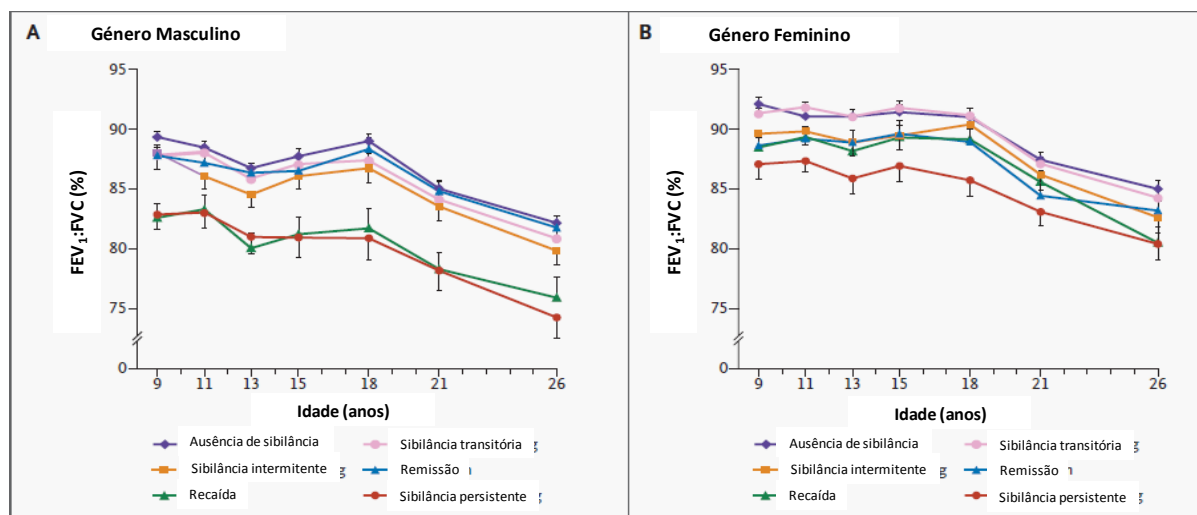 A Género Masculino
95
90
85
80
75
0
FEV1:FVC (%)
9 11 13 15 18 21 26
Idade (anos)
Ausência de sibilância
Sibilância transitória g
Sibilância intermitente g
Remissão n
Recaída
Sibilância persistente g
B Género Feminino
95
90
85
80
75
0
FEV1:FVC (%)
9 11 13 15 18 21 26
Idade (anos)
Ausência de sibilância
Sibilância transitória g
Sibilância intermitente g
Remissão n
Recaída
Sibilância persistente g